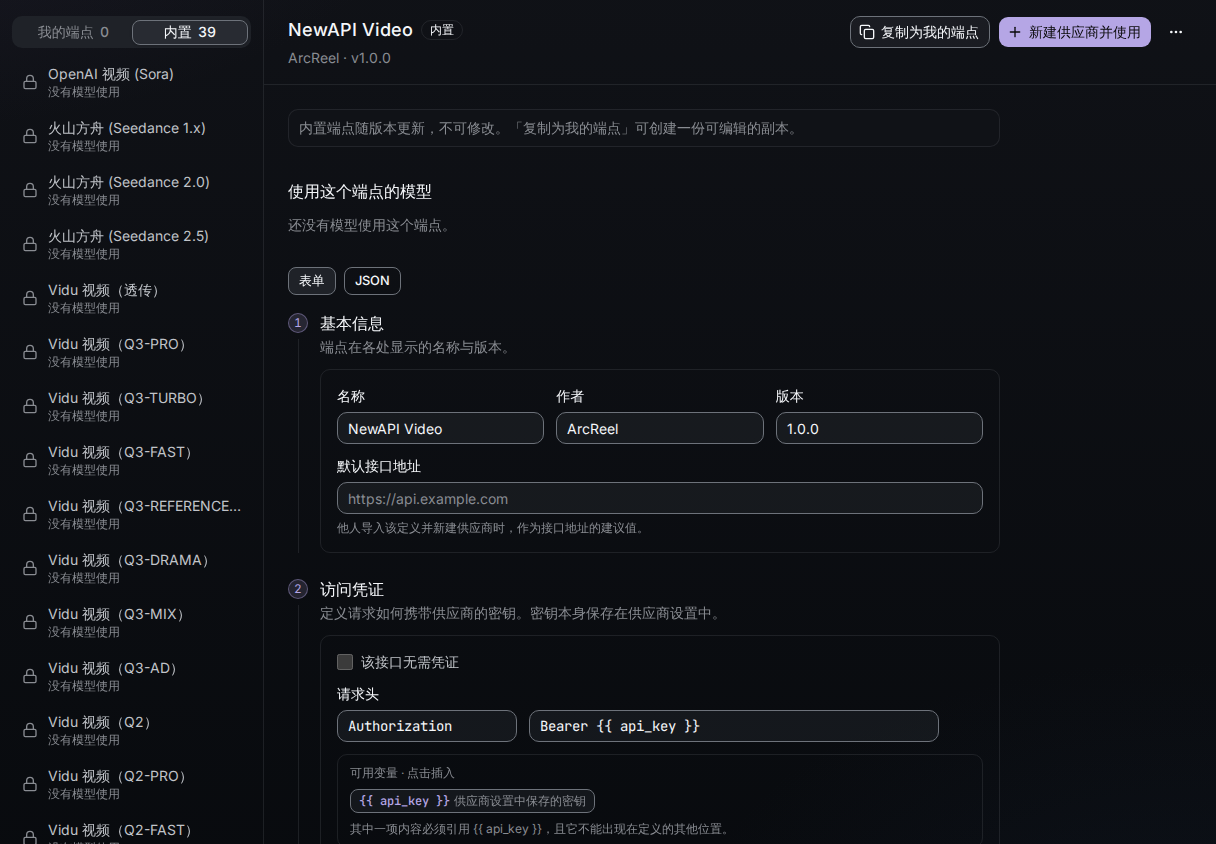 我的端点 0
内置 39
OpenAI 视频 (Sora)
没有模型使用
火山方舟 (Seedance 1.x)
没有模型使用
火山方舟 (Seedance 2.0)
没有模型使用
火山方舟 (Seedance 2.5)
没有模型使用
Vidu 视频（透传）
没有模型使用
Vidu 视频（Q3-PRO）
没有模型使用
Vidu 视频（Q3-TURBO）
没有模型使用
Vidu 视频（Q3-FAST）
没有模型使用
Vidu 视频（Q3-REFERENCE...
没有模型使用
Vidu 视频（Q3-DRAMA）
没有模型使用
Vidu 视频（Q3-MIX）
没有模型使用
Vidu 视频（Q3-AD）
没有模型使用
Vidu 视频（Q2）
没有模型使用
Vidu 视频（Q2-PRO）
没有模型使用
Vidu 视频（Q2-FAST）
NewAPI Video 内置
ArcReel · v1.0.0
复制为我的端点
新建供应商并使用
内置端点随版本更新，不可修改。「复制为我的端点」可创建一份可编辑的副本。
使用这个端点的模型
还没有模型使用这个端点。
表单
JSON
1 基本信息
端点在各处显示的名称与版本。
名称
NewAPI Video
作者
ArcReel
版本
1.0.0
默认接口地址
https://api.example.com
他人导入该定义并新建供应商时，作为接口地址的建议值。
2 访问凭证
定义请求如何携带供应商的密钥。密钥本身保存在供应商设置中。
该接口无需凭证
请求头
Authorization
Bearer {{ api_key }}
可用变量 · 点击插入
{{ api_key }} 供应商设置中保存的密钥
其中一项内容必须引用 {{ api_key }}，且它不能出现在定义的其他位置。